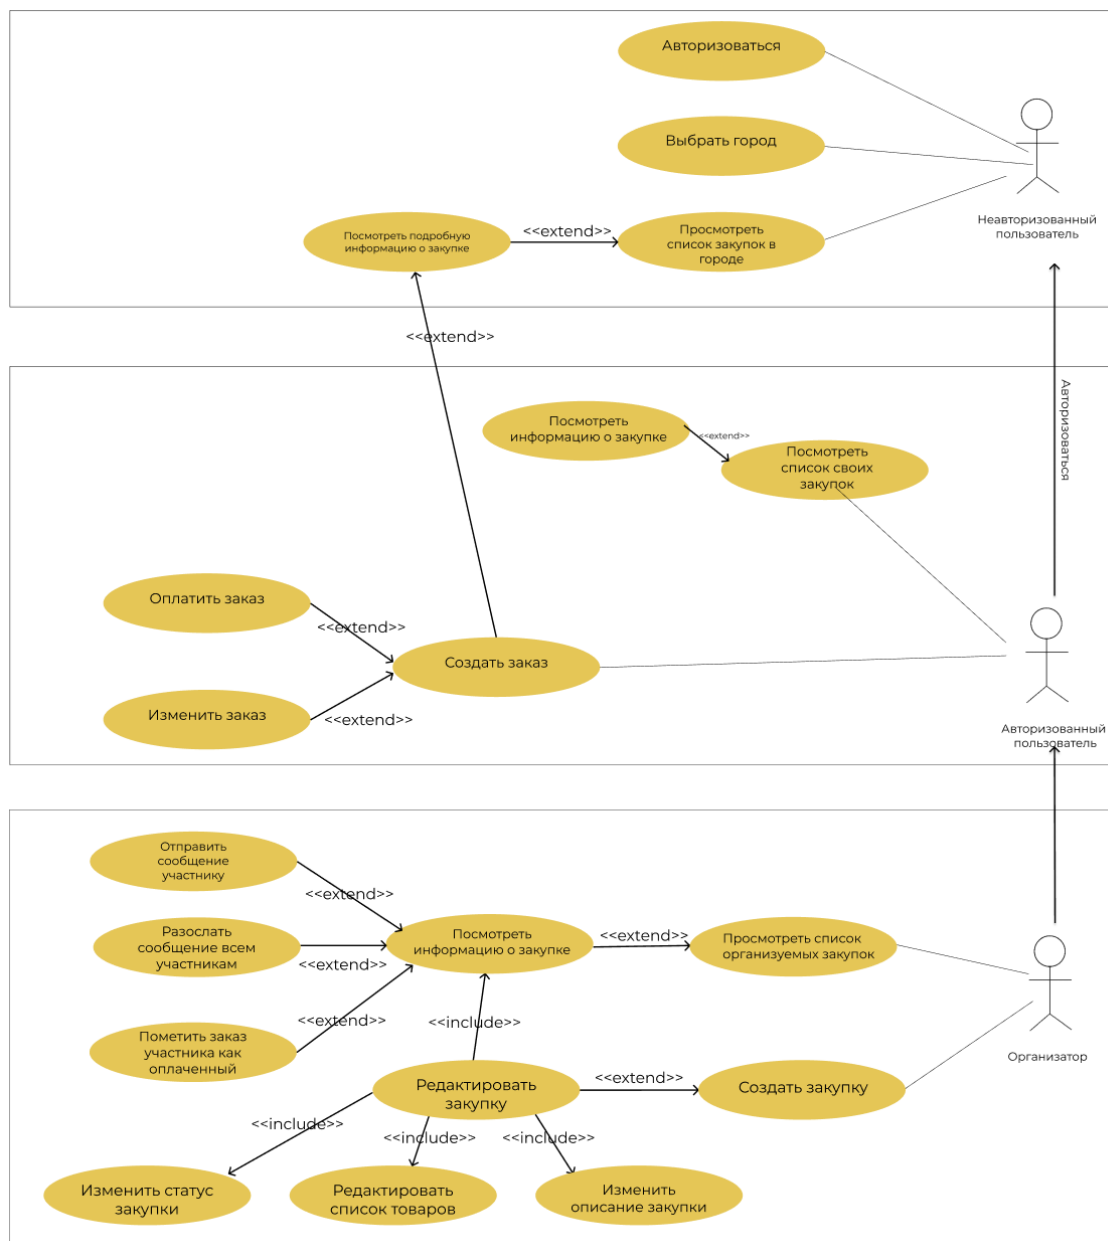 Авторизоваться
Выбрать город
Неавторизованный
пользователь
Посмотреть подробную
информацию о закупке
<<extend>>
Просмотреть
список закупок в
городе
<<extend>>
Авторизоваться
Посмотреть
информацию о закупке
<<extend>>
Посмотреть
список своих
закупок
Оплатить заказ
<<extend>>
Создать заказ
Изменить заказ
<<extend>>
Авторизованный
пользователь
Отправить
сообщение
участнику
<<extend>>
Разослать
сообщение всем
участникам
<<extend>>
Посмотреть
информацию о закупке
<<extend>>
Просмотреть список
организуемых закупок
Пометить заказ
участника как
оплаченный
<<extend>>
<<include>>
Организатор
Редактировать
закупку
<<extend>>
Создать закупку
<<include>>
<<include>>
<<include>>
Изменить статус
закупки
Редактировать
список товаров
Изменить
описание закупки